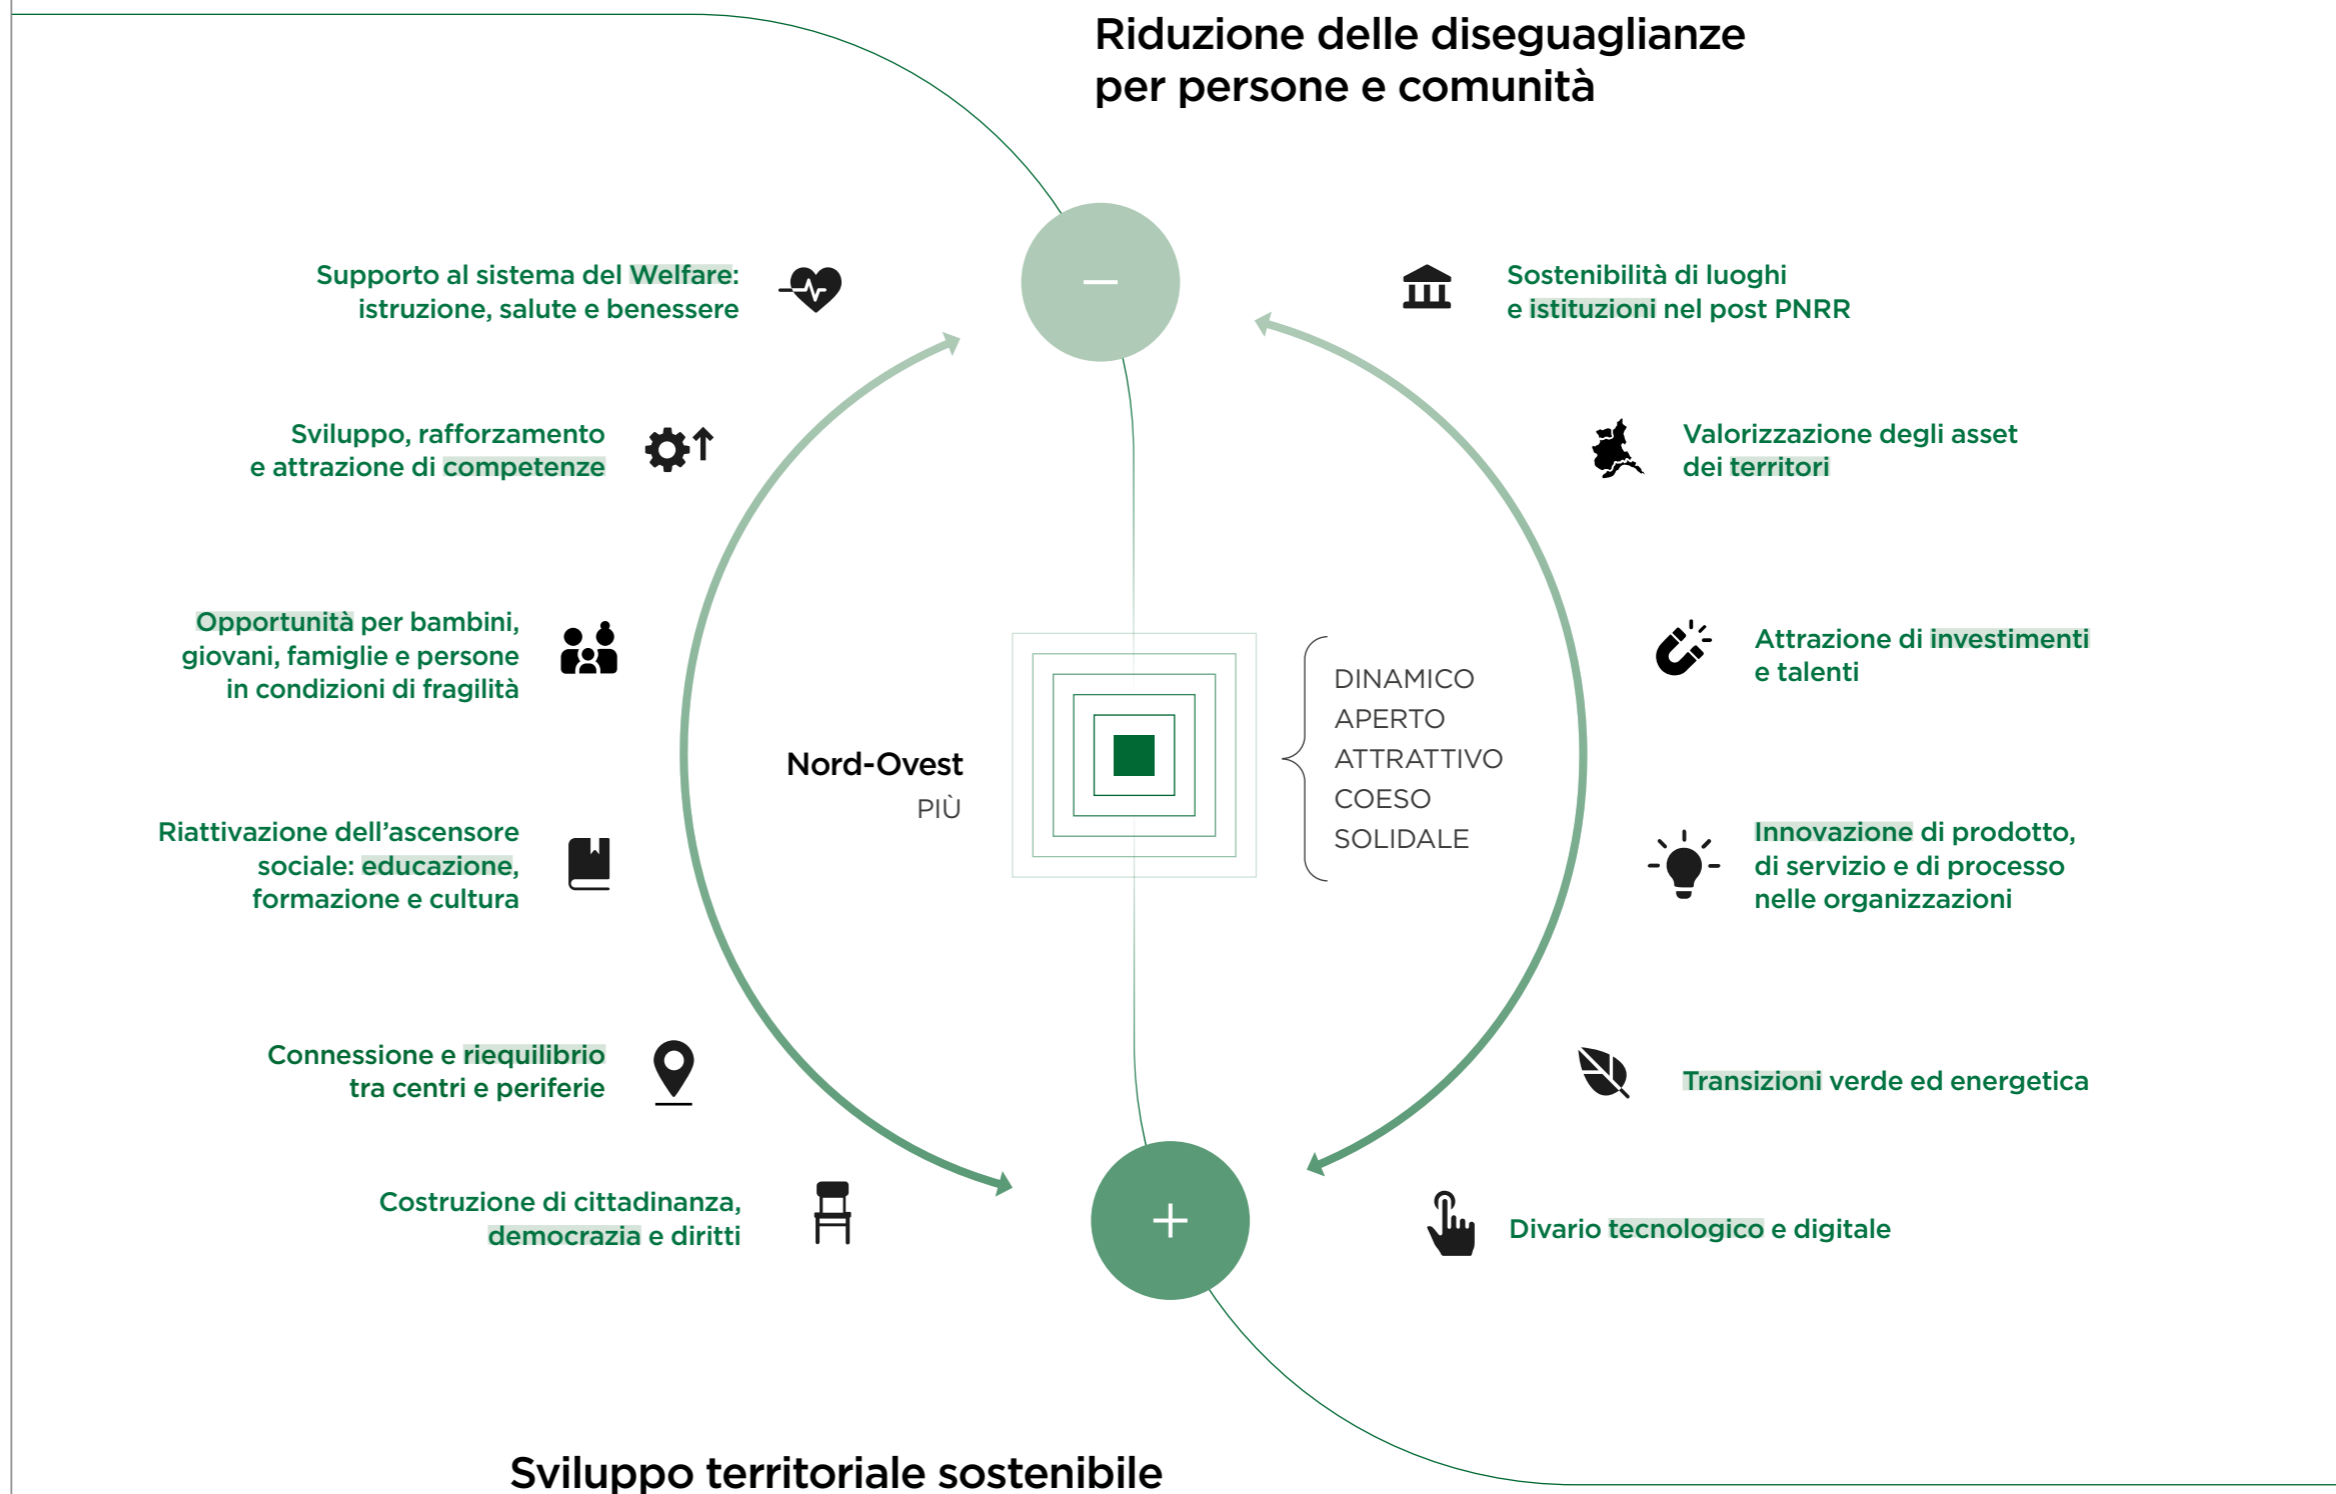 Riduzione delle diseguaglianze
per persone e comunità
Supporto al sistema del Welfare:
istruzione, salute e benessere
Sviluppo, rafforzamento
e attrazione di competenze
Opportunità per bambini,
giovani, famiglie e persone
in condizioni di fragilità
Riattivazione dell’ascensore
sociale: educazione,
formazione e cultura
Connessione e riequilibrio
tra centri e periferie
Costruzione di cittadinanza,
democrazia e diritti
Nord-Ovest
PIÙ
DINAMICO
APERTO
ATTRATTIVO
COESO
SOLIDALE
Sostenibilità di luoghi
e istituzioni nel post PNRR
Valorizzazione degli asset
dei territori
Attrazione di investimenti
e talenti
Innovazione di prodotto,
di servizio e di processo
nelle organizzazioni
Transizioni verde ed energetica
Divario tecnologico e digitale
Sviluppo territoriale sostenibile